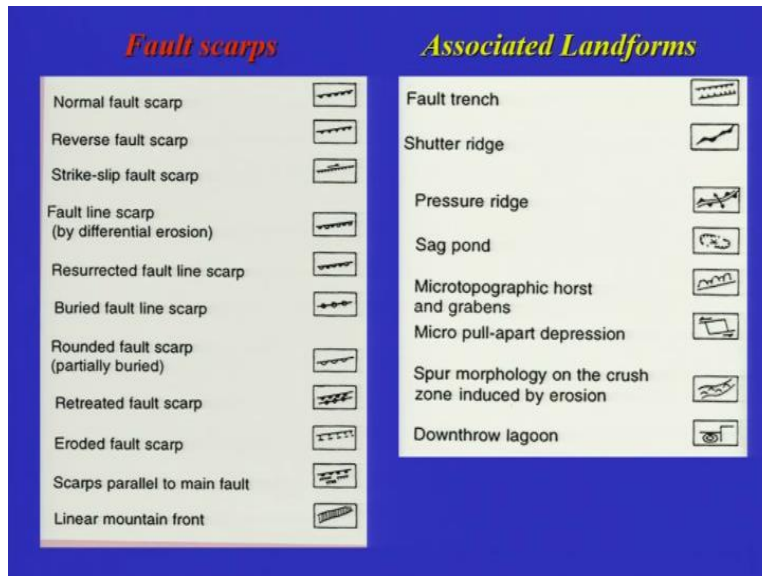 Fault scarps
Normal fault scarp
Reverse fault scarp
Strike-slip fault scarp
Fault line scarp
(by differential erosion)
Resurrected fault line scarp
Buried fault line scarp
Rounded fault scarp
(partially buried)
Retreated fault scarp
Eroded fault scarp
Scarps parallel to main fault
Linear mountain front
Associated Landforms
Fault trench
Shutter ridge
Pressure ridge
Sag pond
Microtopographic horst
and grabens
Micro pull-apart depression
Spur morphology on the crush
zone induced by erosion
Downthrow lagoon